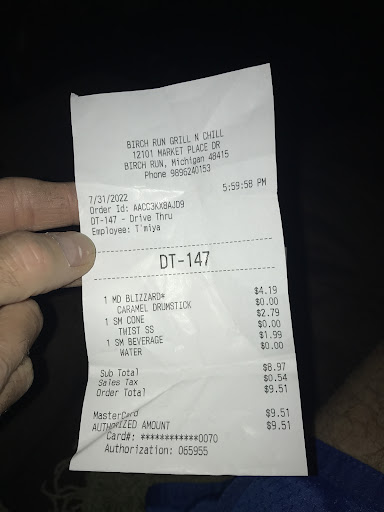 BIRCH RUN GRILL N CHILL
12101 MARKET PLACE DR
BIRCH RUN, Michigan 48415
Phone 9896240153
7/31/2022 5:59:58 PM
Order Id: AACC3KX8AJD9
DT-147 - Drive Thru
Employee: T'miya
DT-147
1 MD BLIZZARD* $4.19
CARAMEL DRUMSTICK $0.00
1 SM CONE $2.79
TWIST SS $0.00
1 SM BEVERAGE $1.99
WATER $0.00
Sub Total $8.97
Sales Tax $0.54
Order Total $9.51
MasterCard $9.51
AUTHORIZED AMOUNT $9.51
Card#: ************0070
Authorization: 065955